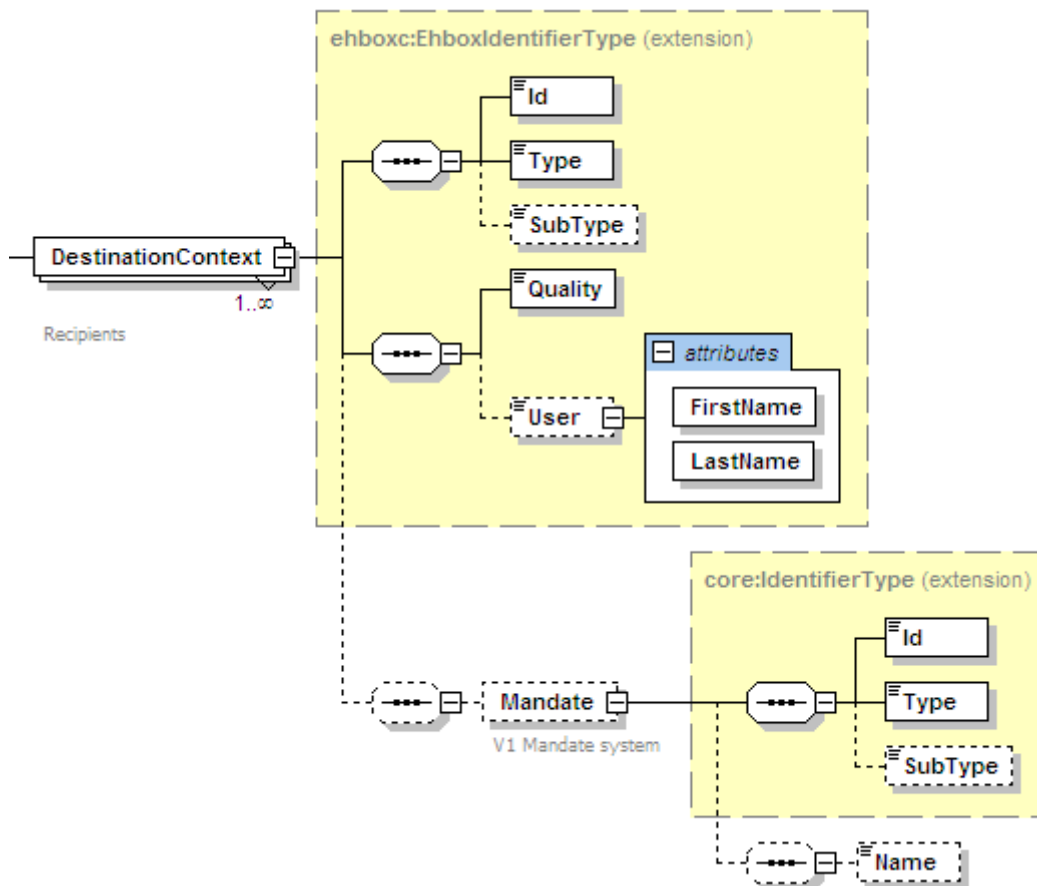 ehboxc:EhboxIdentifierType (extension)
Id
Type
SubType
DestinationContext
1..∞
Recipients
Quality
attributes
User
FirstName
LastName
core:IdentifierType (extension)
Id
Mandate
Type
V1 Mandate system
SubType
Name